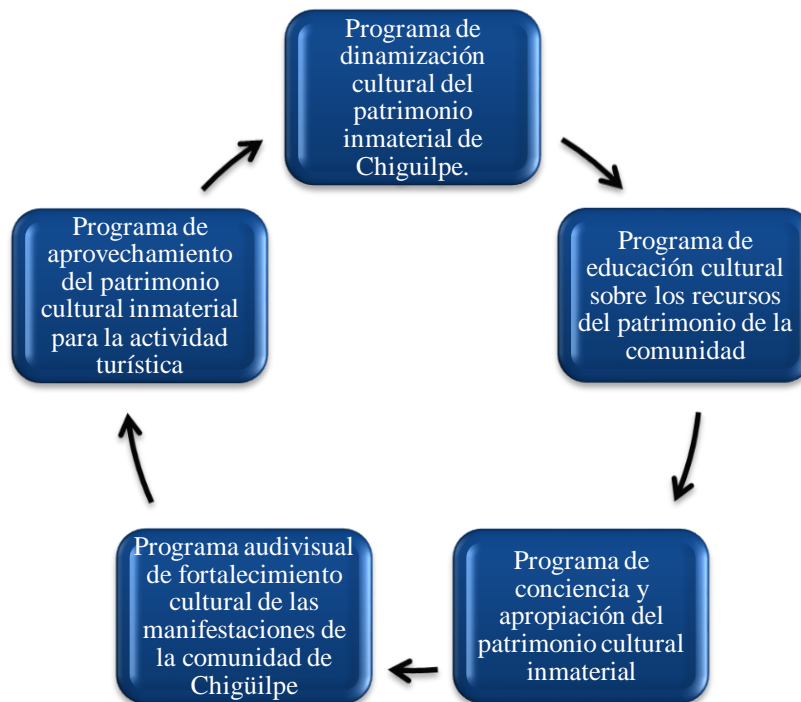 Programa de
dinamización
cultural del
patrimonio
inmaterial de
Chiguilpe.
Programa de
educación cultural
sobre los recursos
del patrimonio de la
comunidad
Programa de
conciencia y
apropiación del
patrimonio cultural
inmaterial
Programa audivisual
de fortalecimiento
cultural de las
manifestaciones de
la comunidad de
Chigüilpe
Programa de
aprovechamiento
del patrimonio
cultural inmaterial
para la actividad
turística